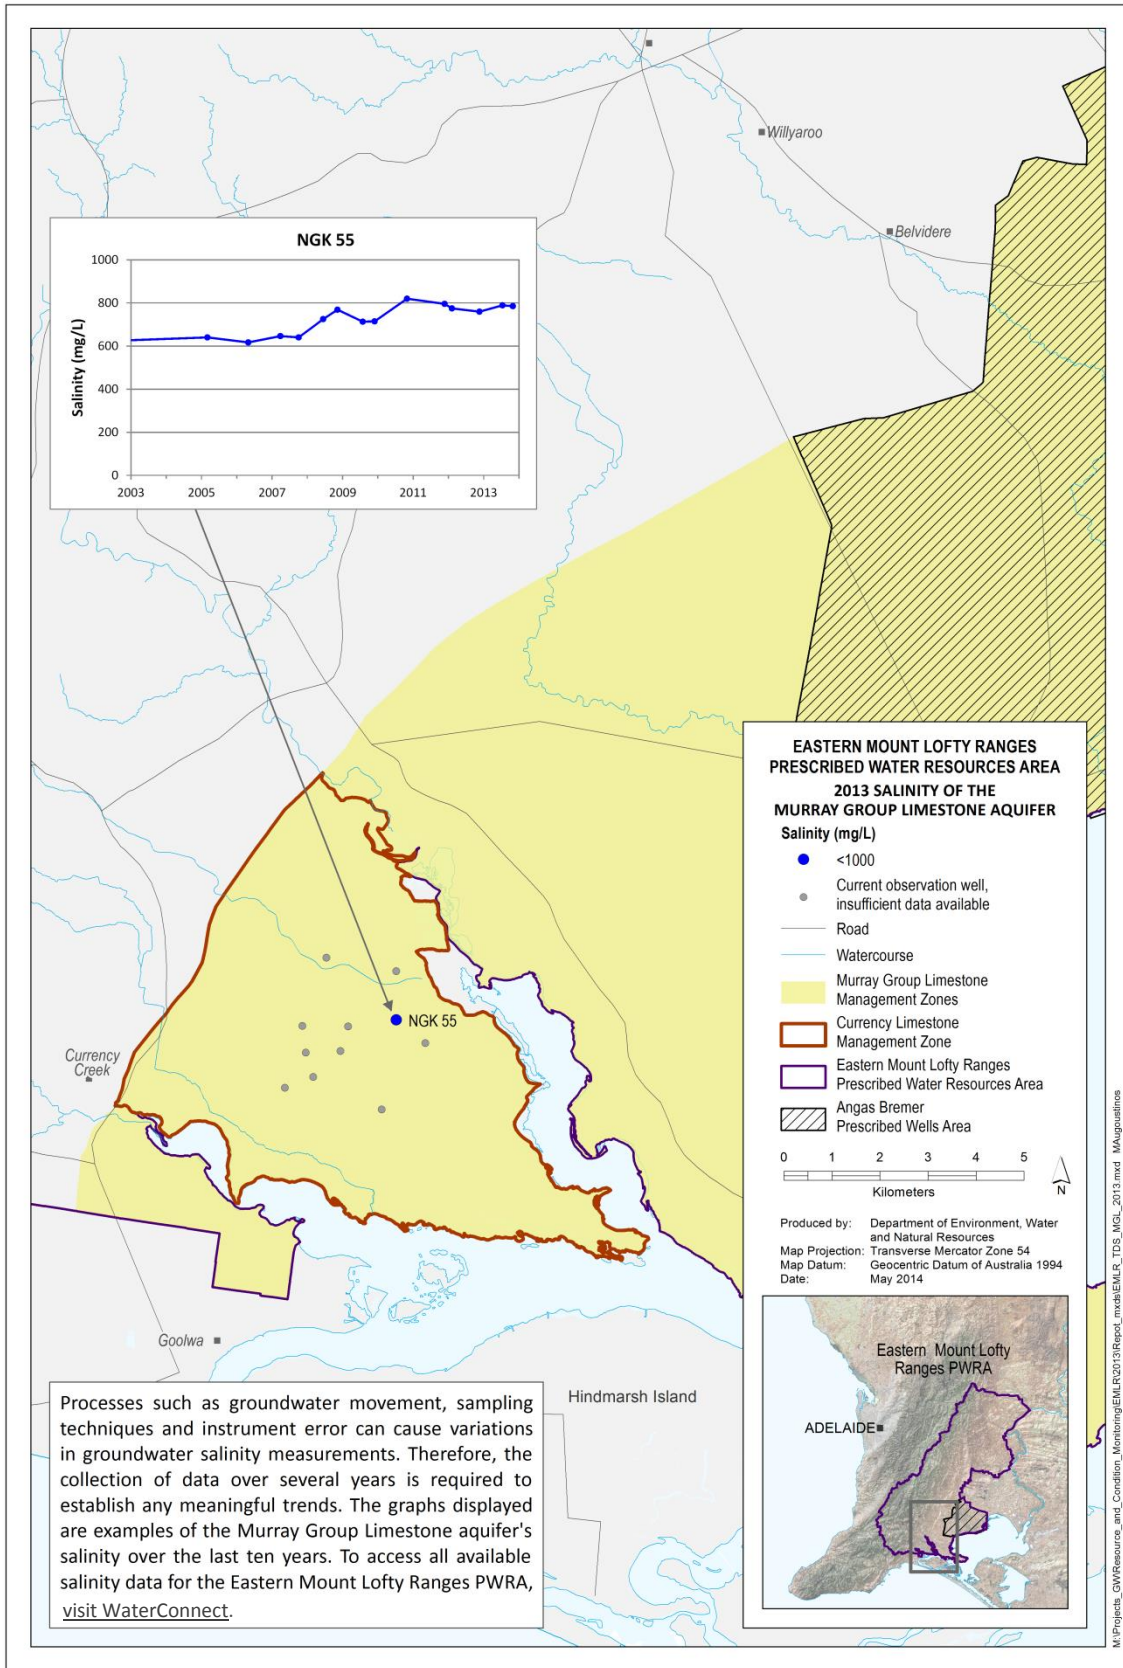 Willyaroo
Belvidere
NGK 55
1000
800
600
400
200
0
Salinity (mg/L)
2003 2005 2007 2009 2011 2013
NGK 55
Currency
Creek
Goolwa
Hindmarsh Island
EASTERN MOUNT LOFTY RANGES
PRESCRIBED WATER RESOURCES AREA
2013 SALINITY OF THE
MURRAY GROUP LIMESTONE AQUIFER
Salinity (mg/L)
<1000
Current observation well,
insufficient data available
Road
Watercourse
Murray Group Limestone
Management Zones
Currency Limestone
Management Zone
Eastern Mount Lofty Ranges
Prescribed Water Resources Area
Angas Bremer
Prescribed Wells Area
0 1 2 3 4 5
Kilometers
N
Produced by: Department of Environment, Water
and Natural Resources
Map Projection: Transverse Mercator Zone 54
Map Datum: Geocentric Datum of Australia 1994
Date: May 2014
Eastern Mount Lofty
Ranges PWRA
ADELAIDE
Processes such as groundwater movement, sampling
techniques and instrument error can cause variations
in groundwater salinity measurements. Therefore, the
collection of data over several years is required to
establish any meaningful trends. The graphs displayed
are examples of the Murray Group Limestone aquifer's
salinity over the last ten years. To access all available
salinity data for the Eastern Mount Lofty Ranges PWRA,
visit WaterConnect.
M:\Projects_GW\Resource_and_Condition_Monitoring\EMLR\2013\Repot_mxds\EMLR_TDS_MGL_2013.mxd MAugoustinos